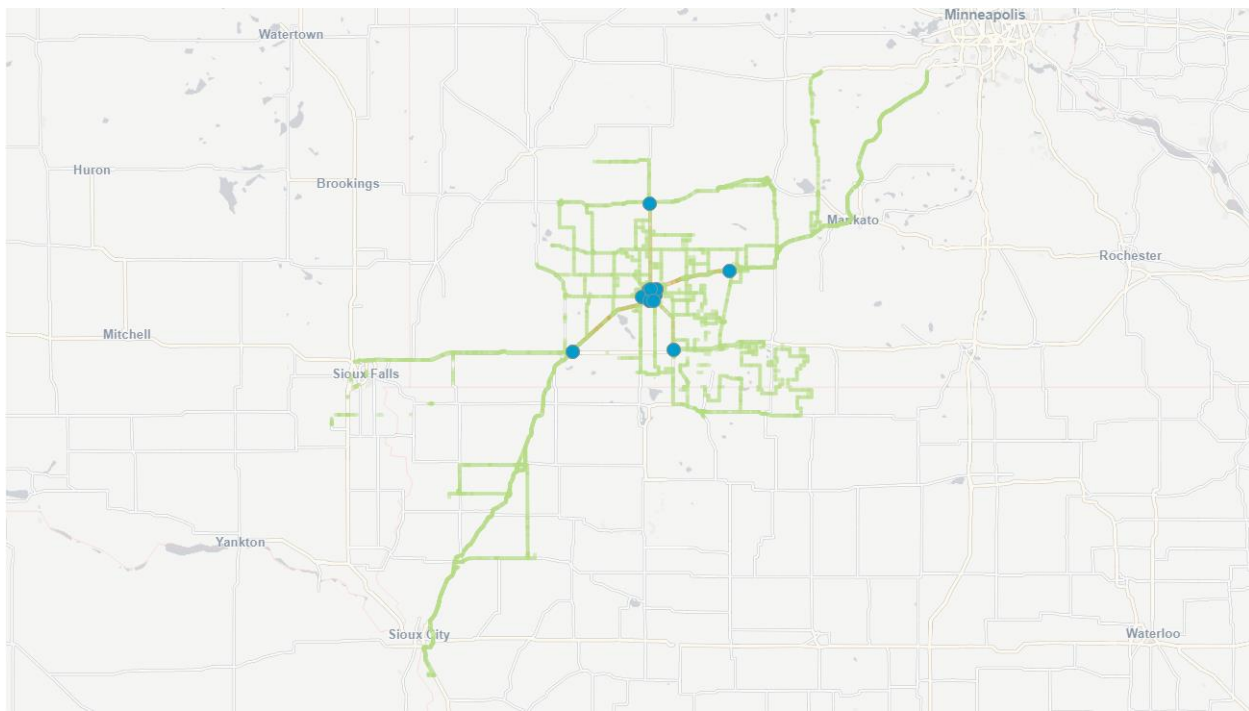 Minneapolis
Watertown
Huron
Brookings
Mankato
Rochester
Mitchell
Sioux Falls
Yankton
Sioux City
Waterloo